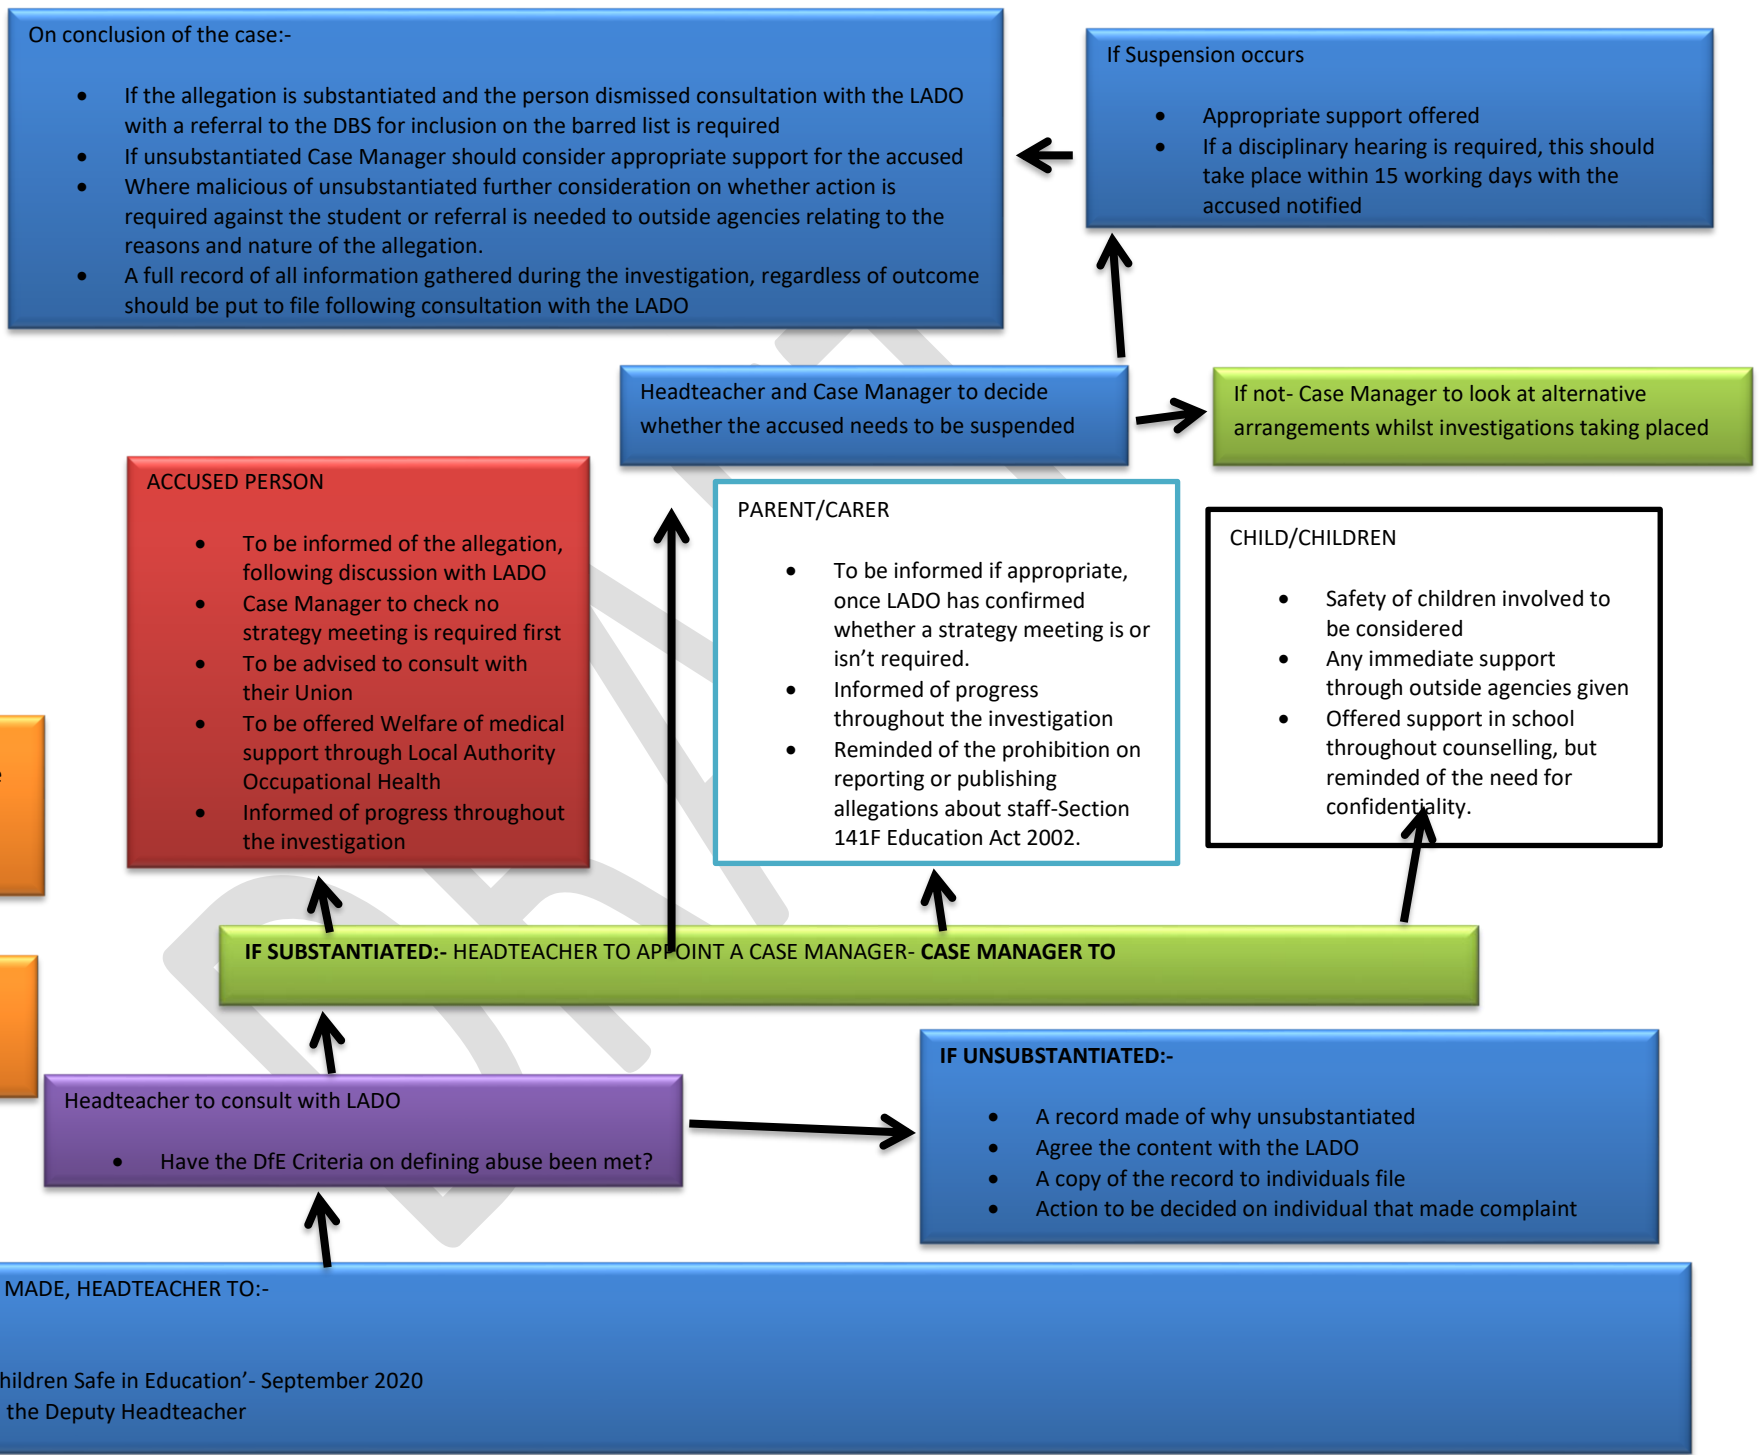 On conclusion of the case:-
• If the allegation is substantiated and the person dismissed consultation with the LADO
with a referral to the DBS for inclusion on the barred list is required
• If unsubstantiated Case Manager should consider appropriate support for the accused
• Where malicious of unsubstantiated further consideration on whether action is
required against the student or referral is needed to outside agencies relating to the
reasons and nature of the allegation.
• A full record of all information gathered during the investigation, regardless of outcome
should be put to file following consultation with the LADO
If Suspension occurs
• Appropriate support offered
• If a disciplinary hearing is required, this should
take place within 15 working days with the
accused notified
Headteacher and Case Manager to decide
whether the accused needs to be suspended
If not- Case Manager to look at alternative
arrangements whilst investigations taking placed
ACCUSED PERSON
• To be informed of the allegation,
following discussion with LADO
• Case Manager to check no
strategy meeting is required first
• To be advised to consult with
their Union
• To be offered Welfare of medical
support through Local Authority
Occupational Health
• Informed of progress throughout
the investigation
PARENT/CARER
• To be informed if appropriate,
once LADO has confirmed
whether a strategy meeting is or
isn’t required.
• Informed of progress
throughout the investigation
• Reminded of the prohibition on
reporting or publishing
allegations about staff-Section
141F Education Act 2002.
CHILD/CHILDREN
• Safety of children involved to
be considered
• Any immediate support
through outside agencies given
• Offered support in school
throughout counselling, but
reminded of the need for
confidentiality.
IF SUBSTANTIATED:- HEADTEACHER TO APPOINT A CASE MANAGER- CASE MANAGER TO
Headteacher to consult with LADO
• Have the DfE Criteria on defining abuse been met?
IF UNSUBSTANTIATED:-
• A record made of why unsubstantiated
• Agree the content with the LADO
• A copy of the record to individuals file
• Action to be decided on individual that made complaint
MADE, HEADTEACHER TO:-
hildren Safe in Education’- September 2020
the Deputy Headteacher
DRAFT